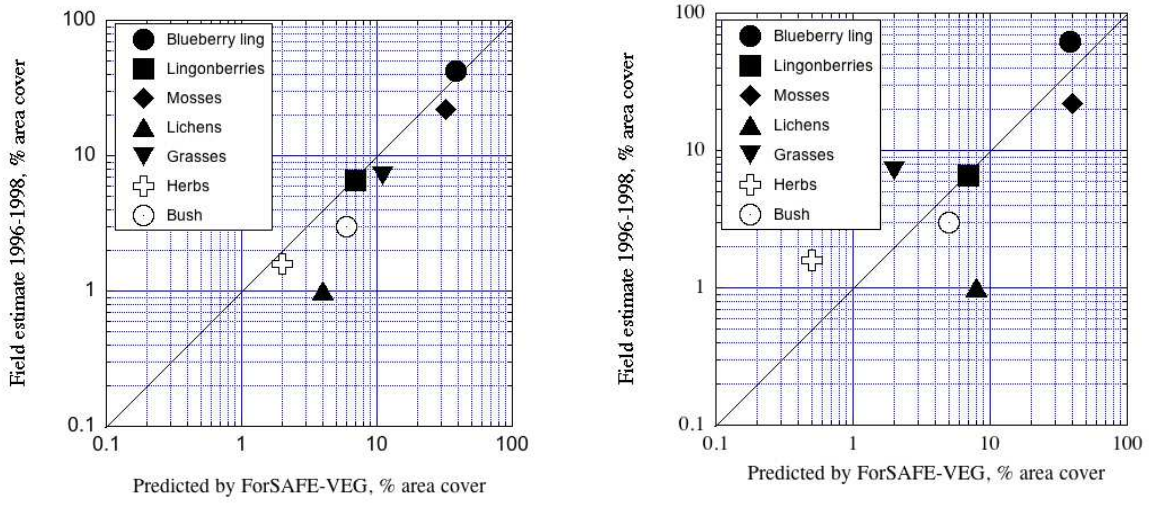 100
10
1
0.1
Field estimate 1996-1998, % area cover
Blueberry ling
Lingonberries
Mosses
Lichens
Grasses
Herbs
Bush
0.1 1 10 100
Predicted by ForSAFE-VEG, % area cover
100
10
1
0.1
Field estimate 1996-1998, % area cover
Blueberry ling
Lingonberries
Mosses
Lichens
Grasses
Herbs
Bush
0.1 1 10 100
Predicted by ForSAFE-VEG, % area cover